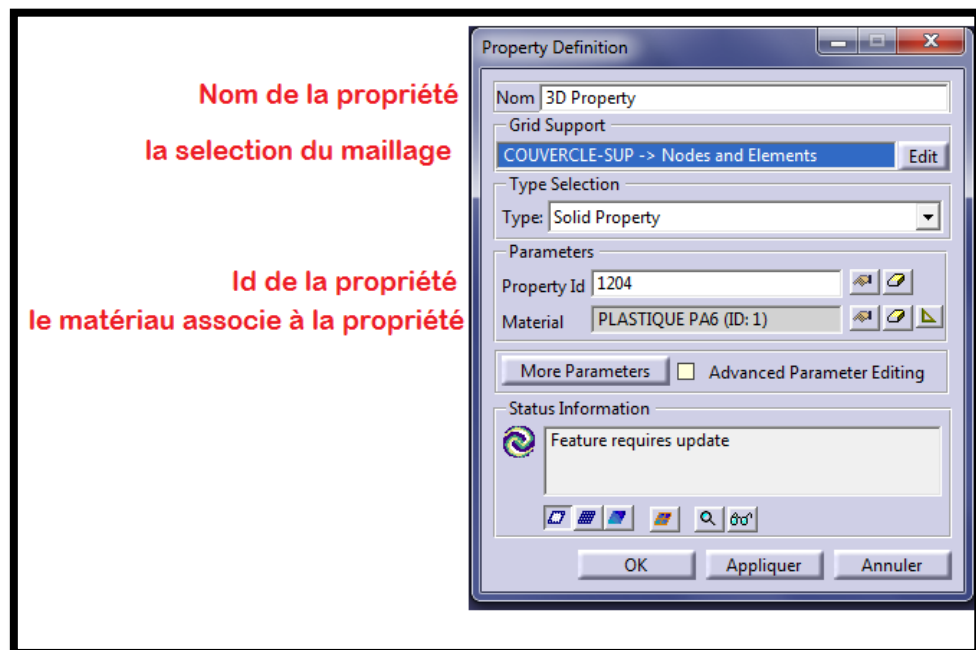 Property Definition
Nom de la propriété
Nom 3D Property
Grid Support
la selection du maillage
COUVERCLE-SUP -> Nodes and Elements Edit
Type Selection
Type: Solid Property
Parameters
Id de la propriété
Property Id 1204
le matériau associe à la propriété
Material PLASTIQUE PA6 (ID: 1)
More Parameters Advanced Parameter Editing
Status Information
Feature requires update
OK Appliquer Annuler